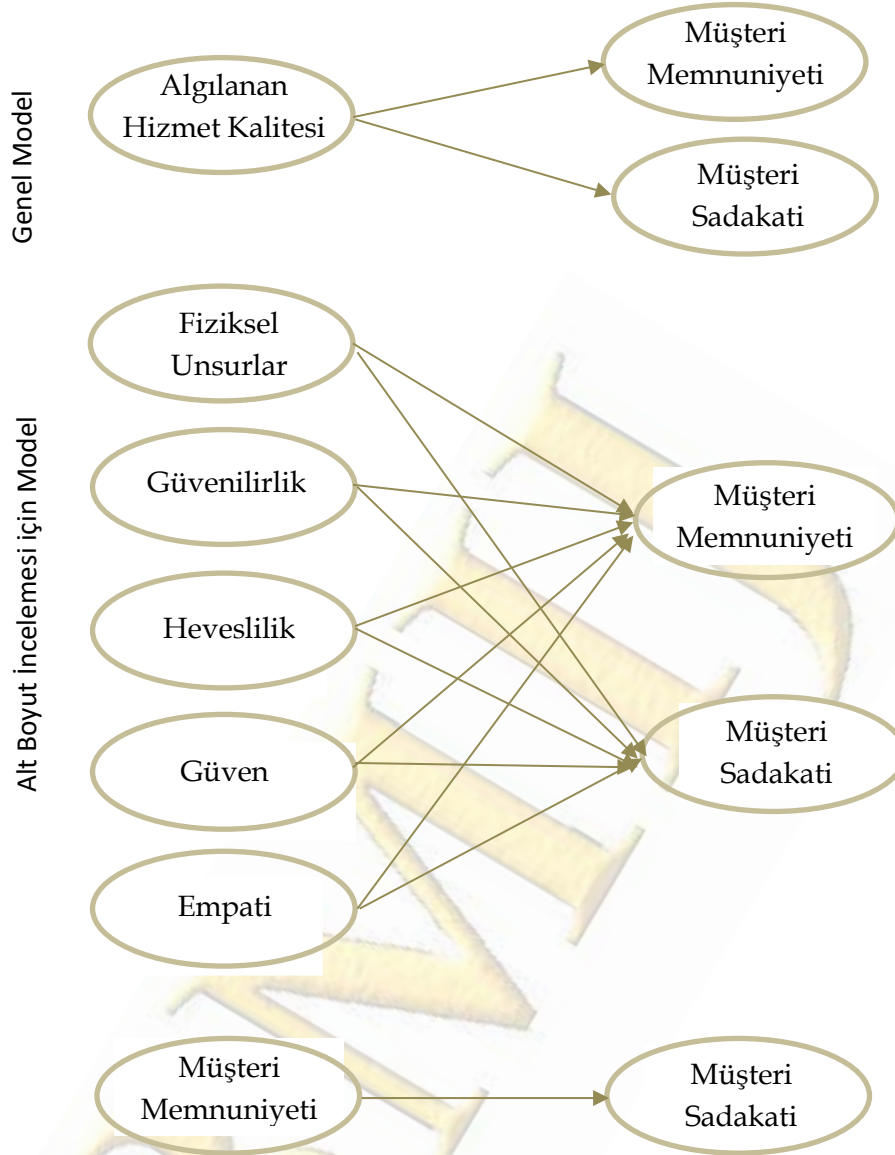 Genel Model
Algılanan
Hizmet Kalitesi
Müşteri
Memnuniyeti
Müşteri
Sadakati
Alt Boyut İncelemesi için Model
Fiziksel
Unsurlar
Güvenilirlik
Heveslilik
Güven
Empati
Müşteri
Memnuniyeti
Müşteri
Sadakati
Müşteri
Memnuniyeti
Müşteri
Sadakati